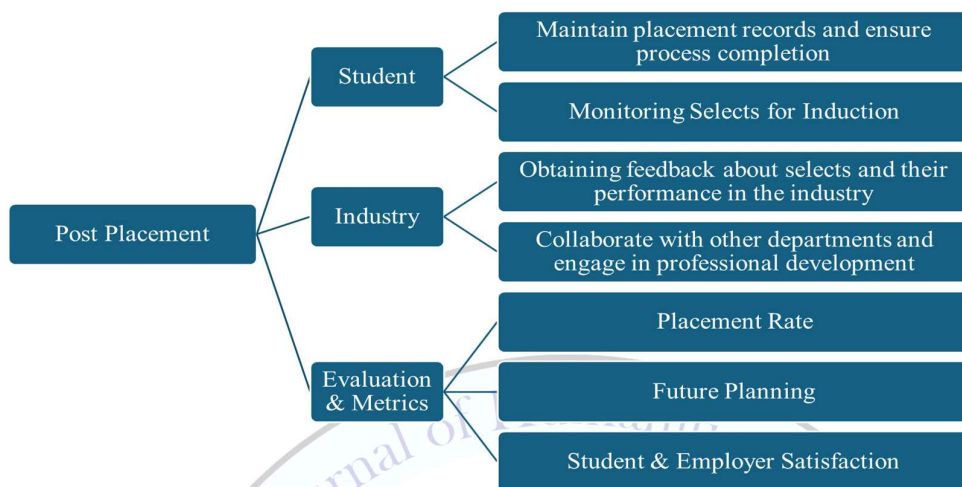 Post Placement
Student
Maintain placement records and ensure
process completion
Monitoring Selects for Induction
Industry
Obtaining feedback about selects and their
performance in the industry
Collaborate with other departments and
engage in professional development
Evaluation
& Metrics
Placement Rate
Future Planning
Student & Employer Satisfaction
of